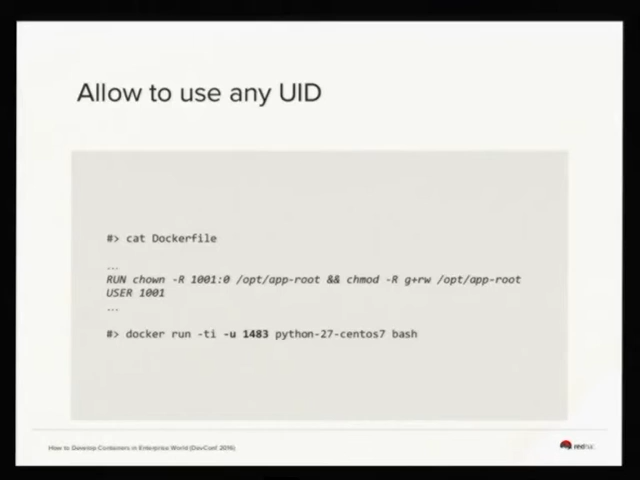 Allow to use any UID
#> cat Dockerfile
...
RUN chown -R 1001:0 /opt/app-root && chmod -R g+rw /opt/app-root
USER 1001
...
#> docker run -ti -u 1483 python-27-centos7 bash
How to Develop Containers in Enterprise World (DevConf 2016)
redhat